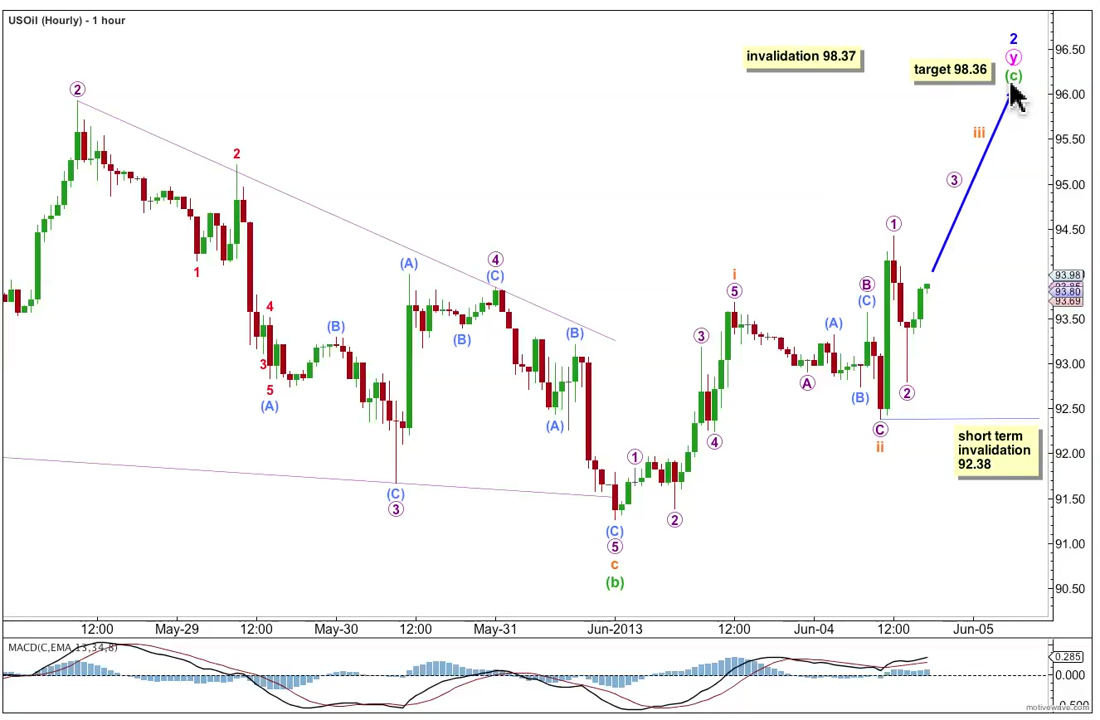 USOil (Hourly) - 1 hour
invalidation 98.37
target 98.36
2
y
(c)
iii
3
2
2
1
4
3
5
(A)
(B)
(A)
(B)
4
(C)
(C)
3
(B)
(A)
1
(C)
5
c
(b)
2
3
4
i
5
A
(A)
B
(C)
(B)
1
2
C
ii
short term
invalidation
92.38
96.50
96.00
95.50
95.00
94.50
93.98
93.80
93.69
93.50
93.00
92.50
92.00
91.50
91.00
90.50
12:00
May-29
12:00
May-30
12:00
May-31
Jun-2013
12:00
Jun-04
12:00
Jun-05
MACD(C,EMA,13,34,8)
0.285
0.000
-0.500
motivewave.com